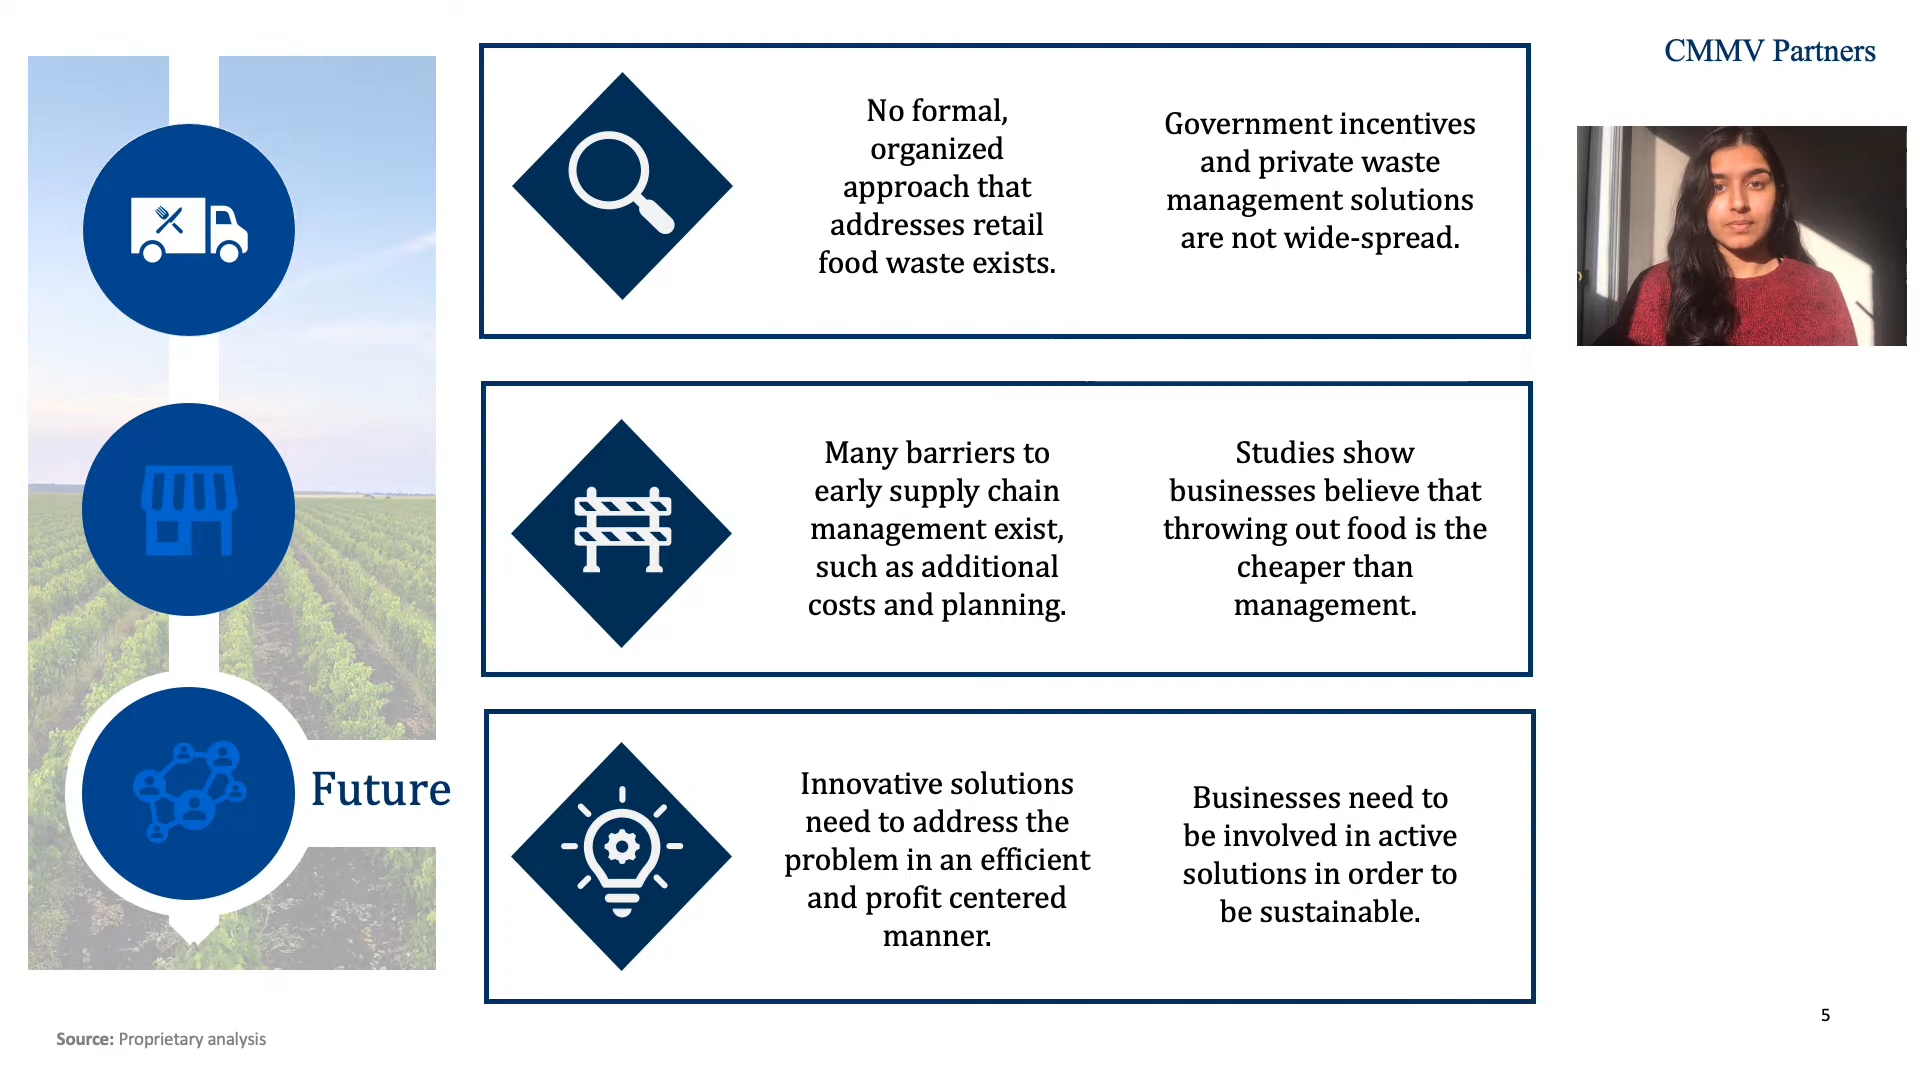 CMMV Partners
No formal,
organized
approach that
addresses retail
food waste exists.
Government incentives
and private waste
management solutions
are not wide-spread.
Many barriers to
early supply chain
management exist,
such as additional
costs and planning.
Studies show
businesses believe that
throwing out food is the
cheaper than
management.
Future
Innovative solutions
need to address the
problem in an efficient
and profit centered
manner.
Businesses need to
be involved in active
solutions in order to
be sustainable.
5
Source: Proprietary analysis